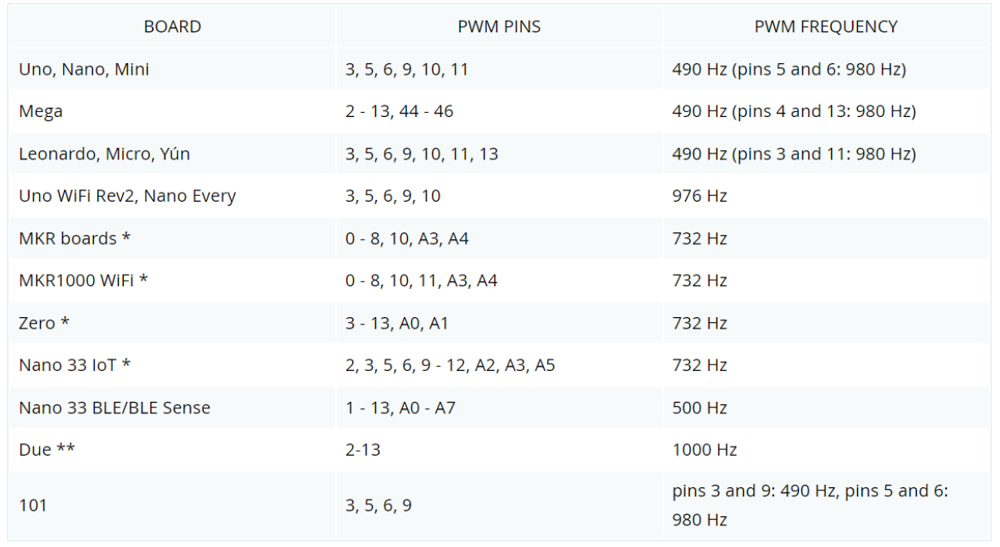 BOARD PWM PINS PWM FREQUENCY
Uno, Nano, Mini 3, 5, 6, 9, 10, 11 490 Hz (pins 5 and 6: 980 Hz)
Mega 2 - 13, 44 - 46 490 Hz (pins 4 and 13: 980 Hz)
Leonardo, Micro, Yún 3, 5, 6, 9, 10, 11, 13 490 Hz (pins 3 and 11: 980 Hz)
Uno WiFi Rev2, Nano Every 3, 5, 6, 9, 10 976 Hz
MKR boards * 0 - 8, 10, A3, A4 732 Hz
MKR1000 WiFi * 0 - 8, 10, 11, A3, A4 732 Hz
Zero * 3 - 13, A0, A1 732 Hz
Nano 33 IoT * 2, 3, 5, 6, 9 - 12, A2, A3, A5 732 Hz
Nano 33 BLE/BLE Sense 1 - 13, A0 - A7 500 Hz
Due ** 2-13 1000 Hz
101 3, 5, 6, 9 pins 3 and 9: 490 Hz, pins 5 and 6:
980 Hz